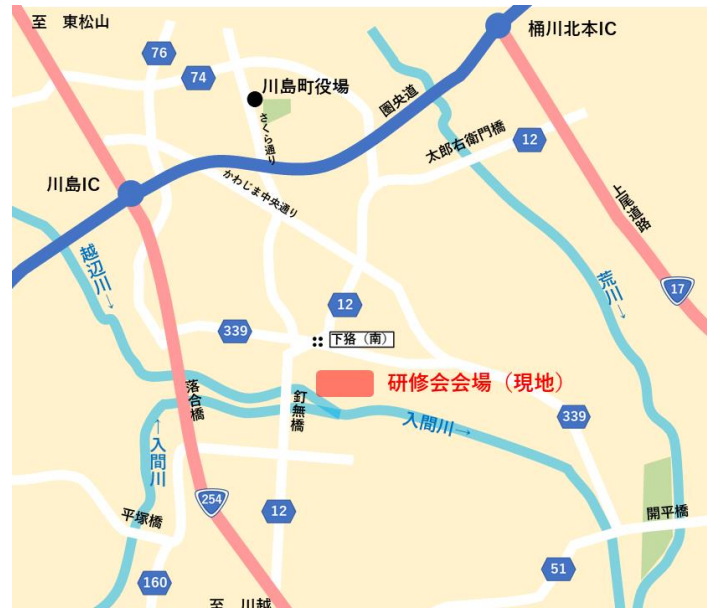 至　東松山
桶川北本IC
76
74
川島町役場
さくら通り
圏央道
太郎右衛門橋
12
川島IC
かわじま中央通り
上尾道路
17
越辺川→
荒川→
12
339
下狢（南）
研修会会場（現地）
落合橋
釘無橋
入間川→
339
←入間川
254
12
平塚橋
開平橋
160
51
至　川越